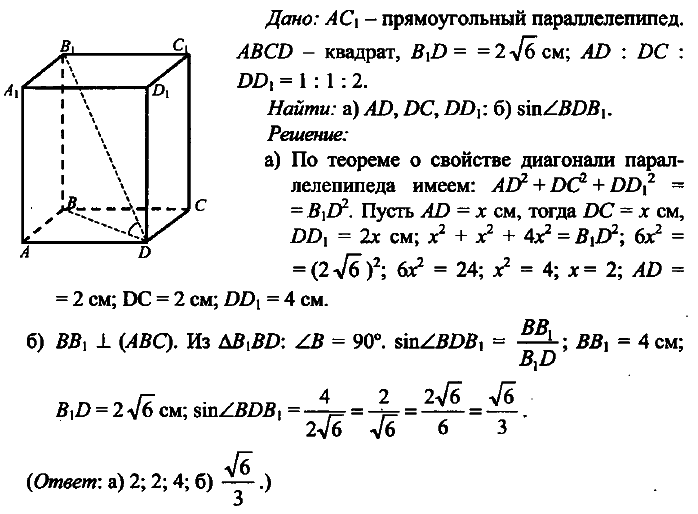 Дано: AC₁ – прямоугольный параллелепипед.
ABCD – квадрат, B₁D = = 2√6 см; AD : DC :
DD₁ = 1 : 1 : 2.
Найти: а) AD, DC, DD₁: б) sin∠BDB₁.
Решение:
а) По теореме о свойстве диагонали парал-
лелепипеда имеем: AD² + DC² + DD₁² =
= B₁D². Пусть AD = x см, тогда DC = x см,
DD₁ = 2x см; x² + x² + 4x² = B₁D²; 6x² =
= (2√6)²; 6x² = 24; x² = 4; x = 2; AD =
= 2 см; DC = 2 см; DD₁ = 4 см.
б) BB₁ ⊥ (ABC). Из ΔB₁BD: ∠B = 90°. sin∠BDB₁ = BB₁/B₁D; BB₁ = 4 см;
B₁D = 2√6 см; sin∠BDB₁ = 4/2√6 = 2/√6 = 2√6/6 = √6/3.
(Ответ: а) 2; 2; 4; б) √6/3.)
B₁
C₁
A₁
D₁
B
C
A
D